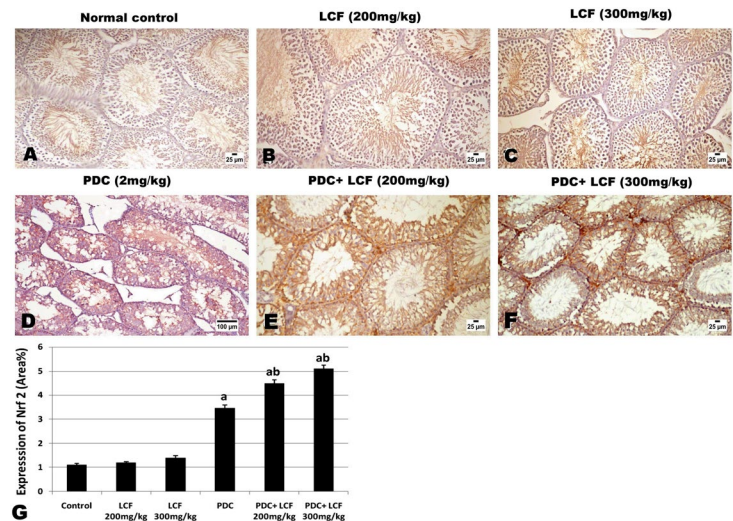 Normal control
LCF (200mg/kg)
LCF (300mg/kg)
A
25 µm
B
25 µm
C
25 µm
PDC (2mg/kg)
PDC+ LCF (200mg/kg)
PDC+ LCF (300mg/kg)
D
100 µm
E
25 µm
F
25 µm
Expresssion of Nrf 2 (Area%)
6
5
4
3
2
1
0
a
ab
ab
Control
LCF
200mg/kg
LCF
300mg/kg
PDC
PDC+ LCF
200mg/kg
PDC+ LCF
300mg/kg
G